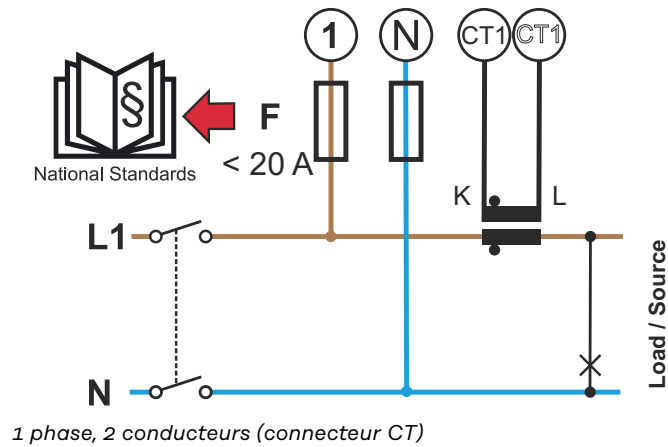 1 N CT1 CT1
§
F
National Standards
< 20 A
K L
L1
Load / Source
N
1 phase, 2 conducteurs (connecteur CT)